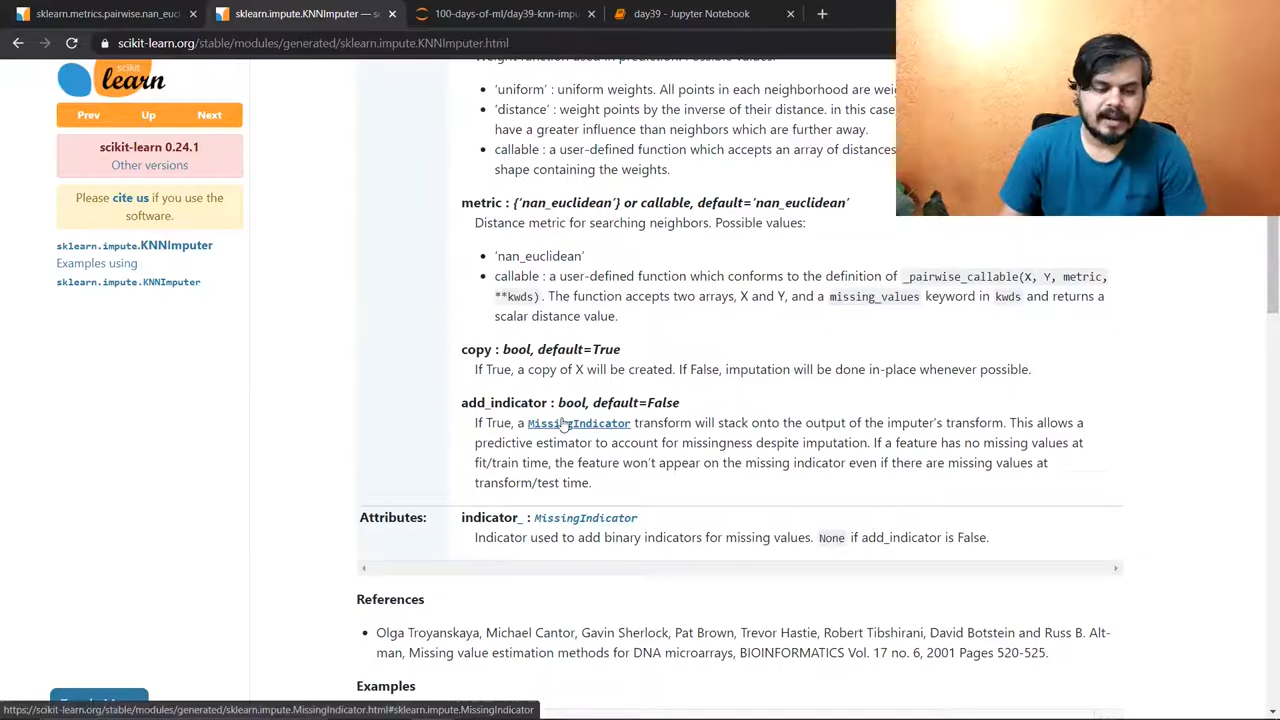 sklearn.metrics.pairwise.nan_euc
sklearn.impute.KNNImputer — sc
100-days-of-ml/day39-knn-impu
day39 - Jupyter Notebook
scikit-learn.org/stable/modules/generated/sklearn.impute.KNNImputer.html
scikit
learn
Prev Up Next
scikit-learn 0.24.1
Other versions
Please cite us if you use the
software.
sklearn.impute.KNNImputer
Examples using
sklearn.impute.KNNImputer
Weight function used in prediction. Possible values:
• 'uniform' : uniform weights. All points in each neighborhood are wei
• 'distance' : weight points by the inverse of their distance. in this case
have a greater influence than neighbors which are further away.
• callable : a user-defined function which accepts an array of distances
shape containing the weights.
metric : {'nan_euclidean'} or callable, default='nan_euclidean'
Distance metric for searching neighbors. Possible values:
• 'nan_euclidean'
• callable : a user-defined function which conforms to the definition of _pairwise_callable(X, Y, metric,
**kwds). The function accepts two arrays, X and Y, and a missing_values keyword in kwds and returns a
scalar distance value.
copy : bool, default=True
If True, a copy of X will be created. If False, imputation will be done in-place whenever possible.
add_indicator : bool, default=False
If True, a MissingIndicator transform will stack onto the output of the imputer's transform. This allows a
predictive estimator to account for missingness despite imputation. If a feature has no missing values at
fit/train time, the feature won't appear on the missing indicator even if there are missing values at
transform/test time.
Attributes: indicator_ : MissingIndicator
Indicator used to add binary indicators for missing values. None if add_indicator is False.
References
• Olga Troyanskaya, Michael Cantor, Gavin Sherlock, Pat Brown, Trevor Hastie, Robert Tibshirani, David Botstein and Russ B. Alt-
man, Missing value estimation methods for DNA microarrays, BIOINFORMATICS Vol. 17 no. 6, 2001 Pages 520-525.
Examples
https://scikit-learn.org/stable/modules/generated/sklearn.impute.MissingIndicator.html#sklearn.impute.MissingIndicator